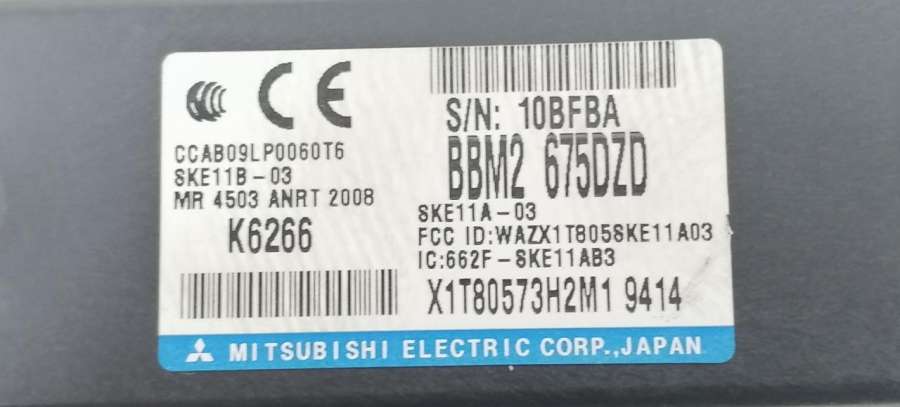 CE
CCAB09LP0060T6
SKE11B-03
MR 4503 ANRT 2008
K6266
S/N: 10BFBA
BBM2 675DZD
SKE11A-03
FCC ID:WAZX1T805SKE11A03
IC:662F-SKE11AB3
X1T80573H2M1 9414
MITSUBISHI ELECTRIC CORP.,JAPAN